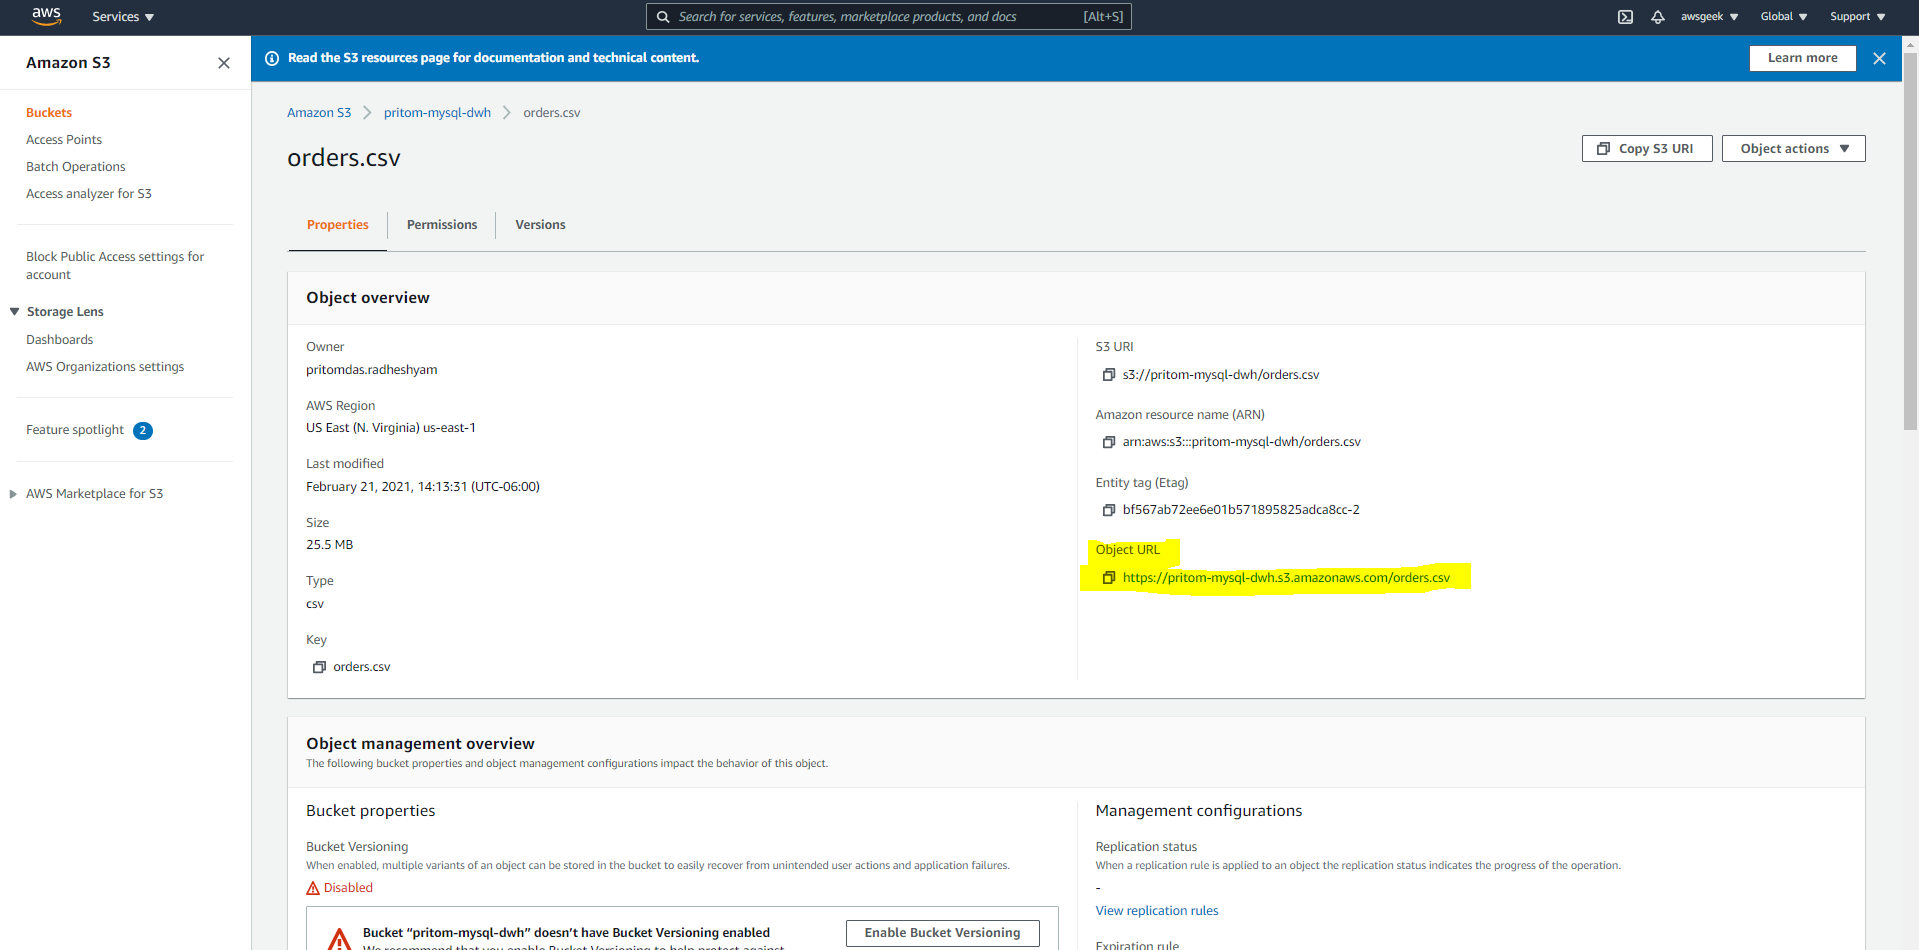 aws
Services
Search for services, features, marketplace products, and docs [Alt+S]
awsgeek
Global
Support
Amazon S3
Read the S3 resources page for documentation and technical content.
Learn more
Buckets
Access Points
Batch Operations
Access analyzer for S3
Block Public Access settings for
account
Storage Lens
Dashboards
AWS Organizations settings
Feature spotlight 2
AWS Marketplace for S3
Amazon S3 > pritom-mysql-dwh > orders.csv
orders.csv
Copy S3 URI
Object actions
Properties
Permissions
Versions
Object overview
Owner
pritomdas.radheshyam
AWS Region
US East (N. Virginia) us-east-1
Last modified
February 21, 2021, 14:13:31 (UTC-06:00)
Size
25.5 MB
Type
csv
Key
orders.csv
S3 URI
s3://pritom-mysql-dwh/orders.csv
Amazon resource name (ARN)
arn:aws:s3:::pritom-mysql-dwh/orders.csv
Entity tag (Etag)
bf567ab72ee6e01b571895825adca8cc-2
Object URL
https://pritom-mysql-dwh.s3.amazonaws.com/orders.csv
Object management overview
The following bucket properties and object management configurations impact the behavior of this object.
Bucket properties
Bucket Versioning
When enabled, multiple variants of an object can be stored in the bucket to easily recover from unintended user actions and application failures.
Disabled
Bucket “pritom-mysql-dwh” doesn’t have Bucket Versioning enabled
We recommend that you enable Bucket Versioning to help protect against
Enable Bucket Versioning
Management configurations
Replication status
When a replication rule is applied to an object the replication status indicates the progress of the operation.
-
View replication rules
Expiration rule